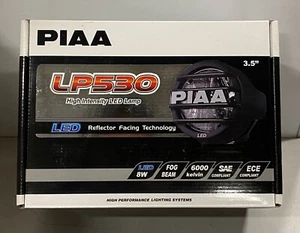 PIAA
LP530
High Intensity LED Lamp
3.5"
PIAA
LED
LED Reflector Facing Technology
LED 8W FOG BEAM 6000 kelvin SAE COMPLIANT ECE COMPLIANT
HIGH PERFORMANCE LIGHTING SYSTEMS